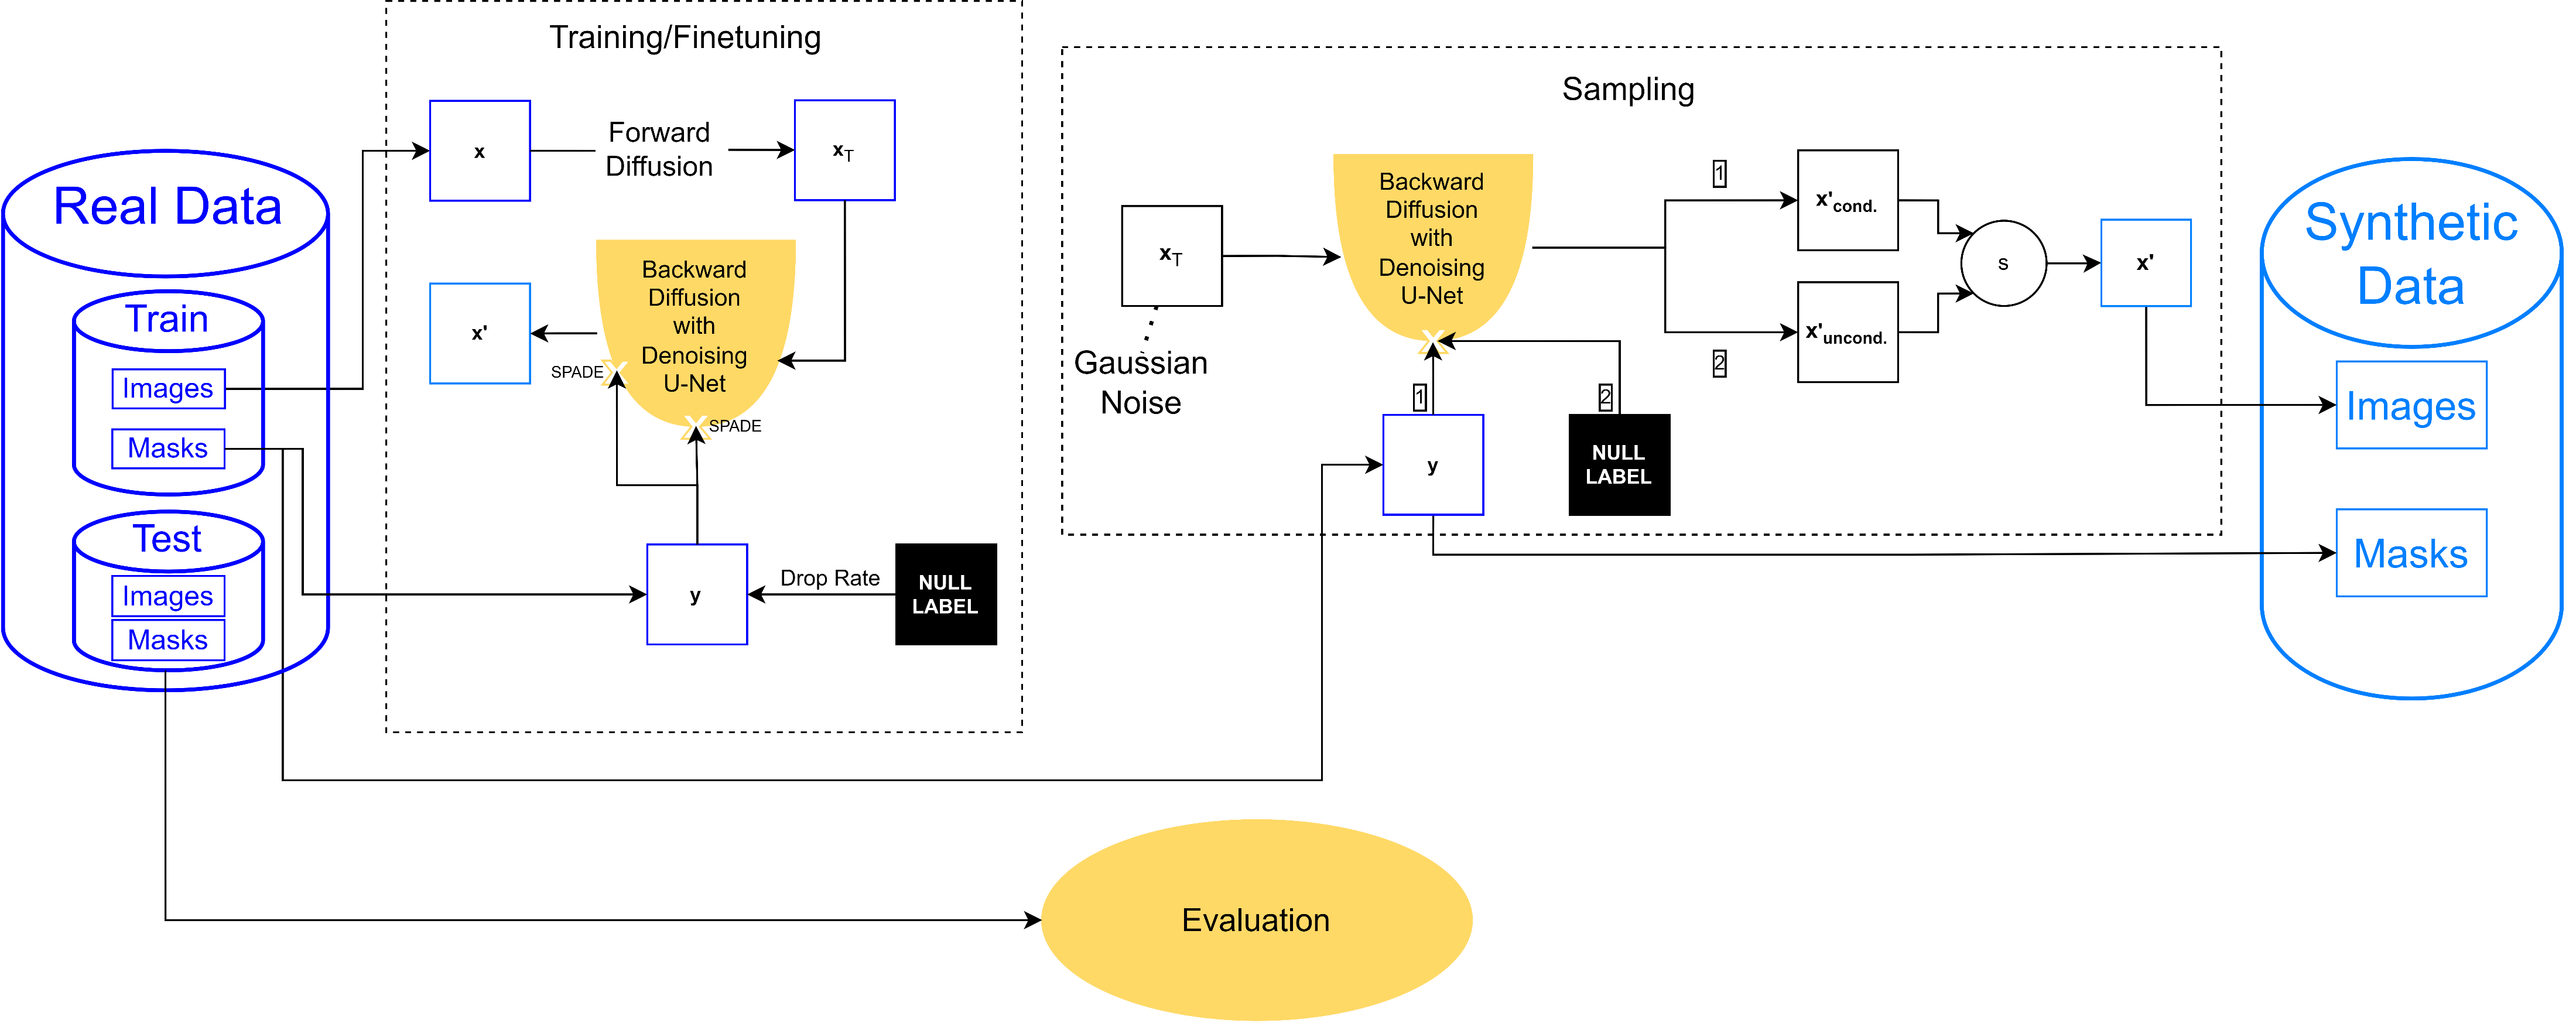 Real Data
Train
Images
Masks
Test
Images
Masks
Training/Finetuning
x
Forward
Diffusion
xT
Backward
Diffusion
with
Denoising
U-Net
x'
SPADE
SPADE
y
Drop Rate
NULL
LABEL
Sampling
xT
Gaussian
Noise
Backward
Diffusion
with
Denoising
U-Net
1
2
y
NULL
LABEL
1
x'cond.
2
x'uncond.
s
x'
Synthetic
Data
Images
Masks
Evaluation